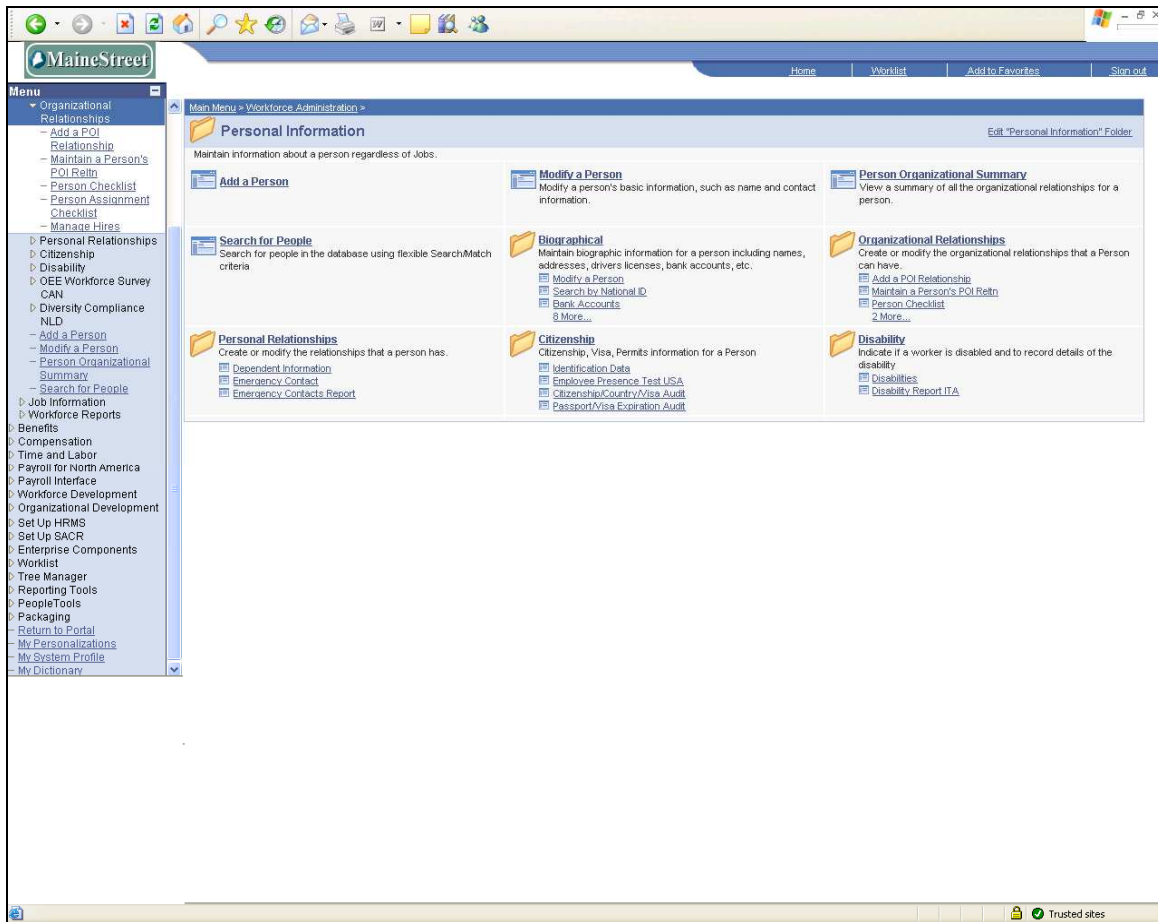 MaineStreet
Home
Worklist
Add to Favorites
Sign out
Menu
Organizational
Relationships
Add a POI
Relationship
Maintain a Person's
POI Reltn
Person Checklist
Person Assignment
Checklist
Manage Hires
Personal Relationships
Citizenship
Disability
OEE Workforce Survey
CAN
Diversity Compliance
NLD
Add a Person
Modify a Person
Person Organizational
Summary
Search for People
Job Information
Workforce Reports
Benefits
Compensation
Time and Labor
Payroll for North America
Payroll Interface
Workforce Development
Organizational Development
Set Up HRMS
Set Up SACR
Enterprise Components
Worklist
Tree Manager
Reporting Tools
PeopleTools
Packaging
Return to Portal
My Personalizations
My System Profile
My Dictionary
Main Menu > Workforce Administration >
Personal Information
Edit "Personal Information" Folder
Maintain information about a person regardless of Jobs.
Add a Person
Modify a Person
Modify a person's basic information, such as name and contact
information.
Person Organizational Summary
View a summary of all the organizational relationships for a
person.
Search for People
Search for people in the database using flexible Search/Match
criteria
Biographical
Maintain biographic information for a person including names,
addresses, drivers licenses, bank accounts, etc.
Modify a Person
Search by National ID
Bank Accounts
8 More...
Organizational Relationships
Create or modify the organizational relationships that a Person
can have.
Add a POI Relationship
Maintain a Person's POI Reltn
Person Checklist
2 More...
Personal Relationships
Create or modify the relationships that a person has.
Dependent Information
Emergency Contact
Emergency Contacts Report
Citizenship
Citizenship, Visa, Permits information for a Person
Identification Data
Employee Presence Test USA
Citizenship/Country/Visa Audit
Passport/Visa Expiration Audit
Disability
Indicate if a worker is disabled and to record details of the
disability
Disabilities
Disability Report ITA
Trusted sites